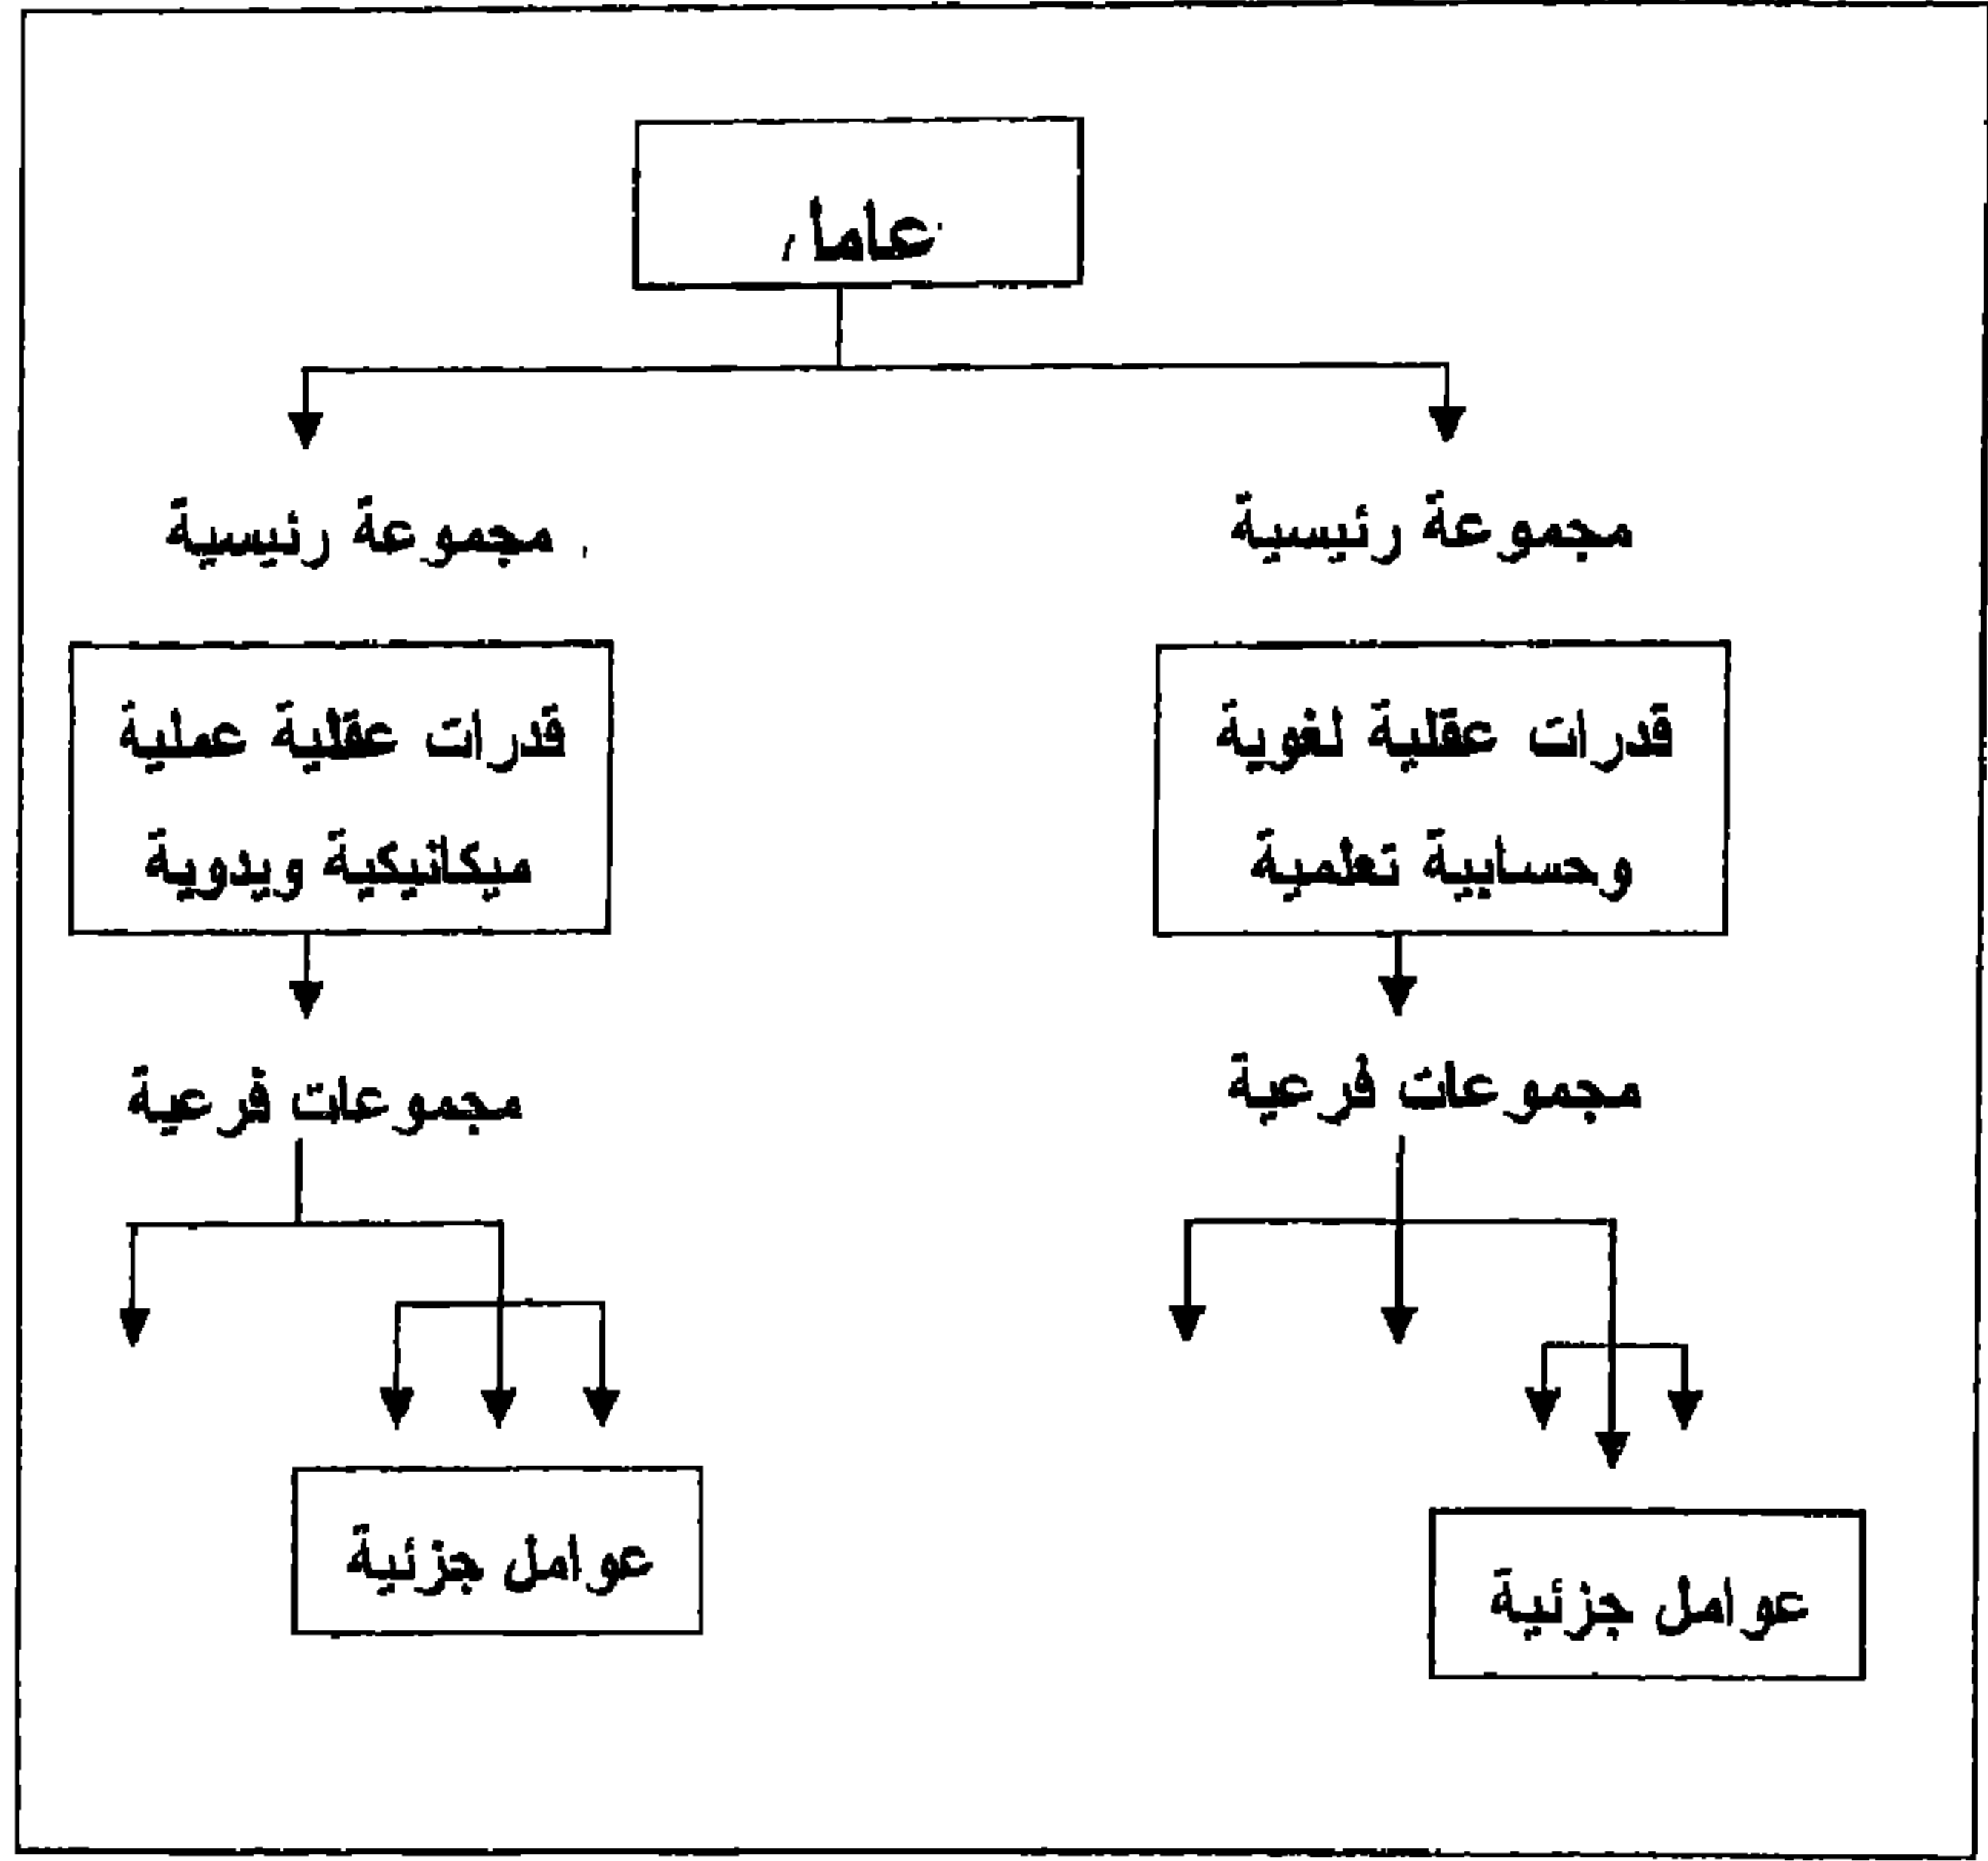 مجموعة رئيسية
مجموعة رئيسية
قدرات عقلية لغوية
وحسابية تعلمية
قدرات عقلية عملية
ميكانيكية ويدوية
مجموعات فرعية
مجموعات فرعية
عوامل جزئية
عوامل جزئية